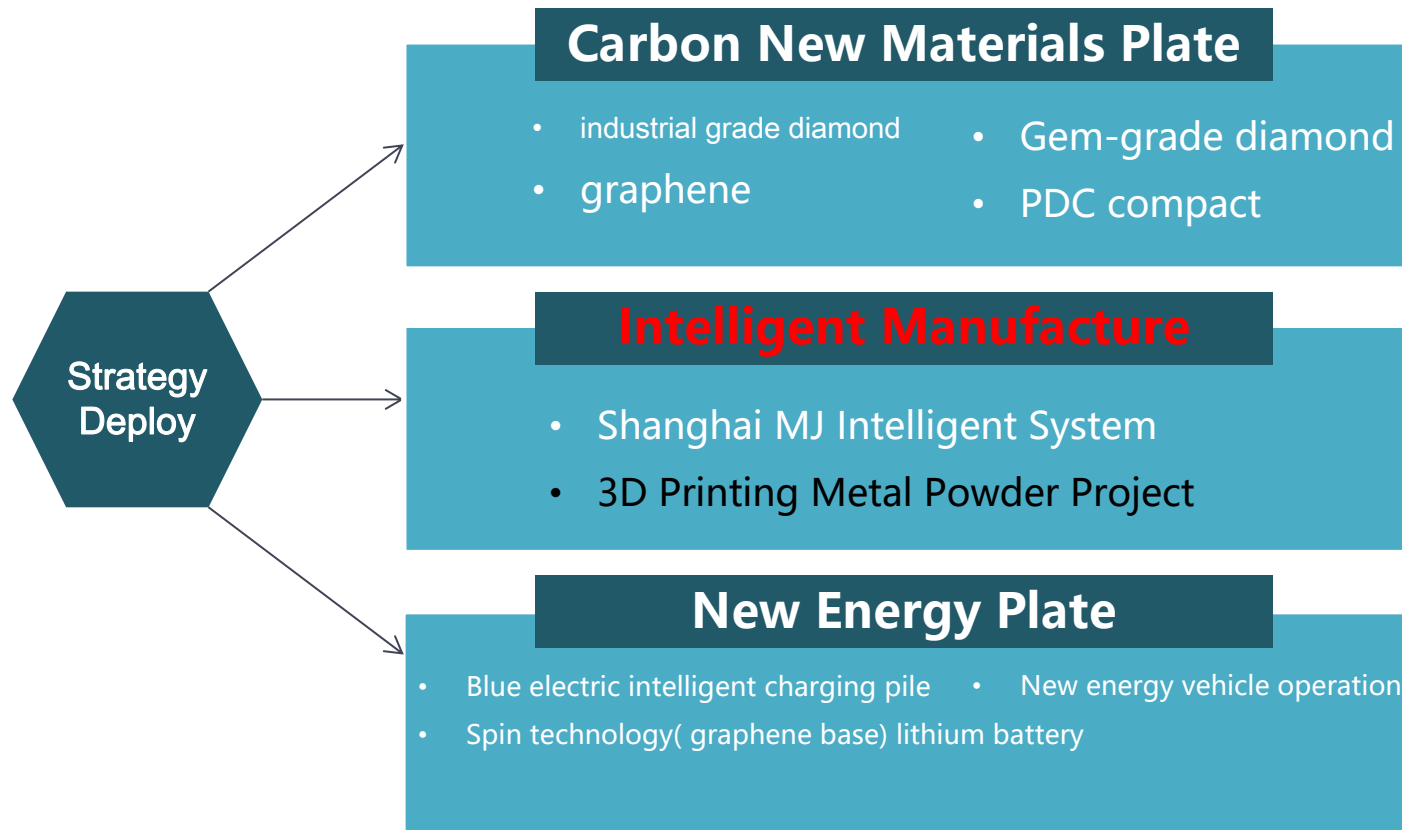 Carbon New Materials Plate
• industrial grade diamond
• graphene
• Gem-grade diamond
• PDC compact
Strategy
Deploy
Intelligent Manufacture
• Shanghai MJ Intelligent System
• 3D Printing Metal Powder Project
New Energy Plate
• Blue electric intelligent charging pile
• New energy vehicle operation
• Spin technology( graphene base) lithium battery